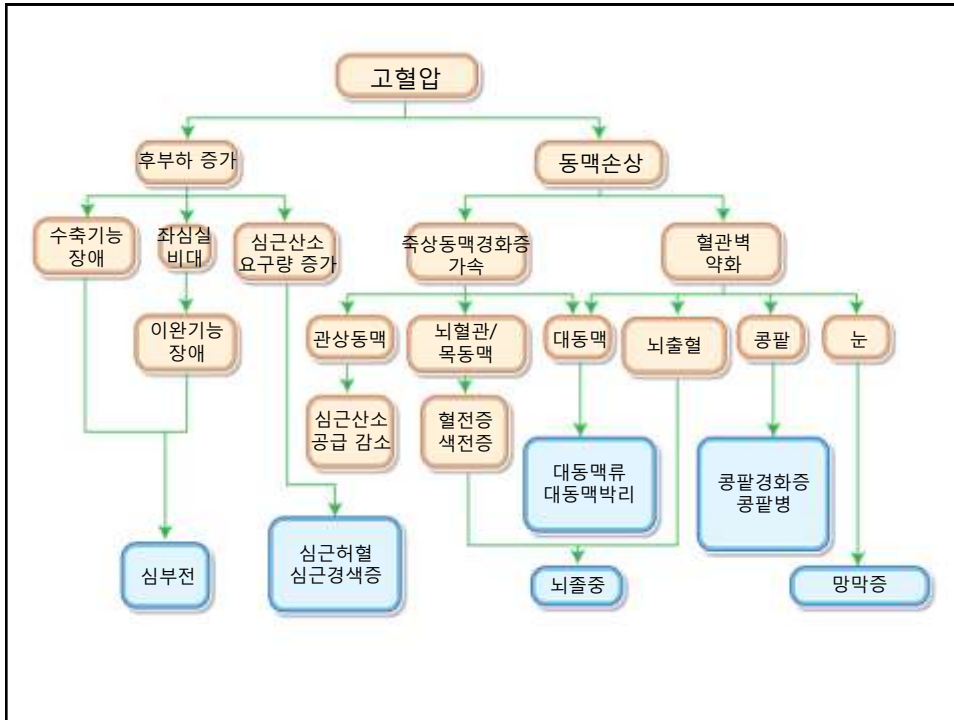 고혈압
후부하 증가
동맥손상
수축기능
장애
좌심실
비대
심근산소
요구량 증가
죽상동맥경화증
가속
혈관벽
약화
이완기능
장애
관상동맥
뇌혈관/
목동맥
대동맥
뇌출혈
콩팥
눈
심근산소
공급 감소
혈전증
색전증
대동맥류
대동맥박리
콩팥경화증
콩팥병
심부전
심근허혈
심근경색증
뇌졸중
망막증